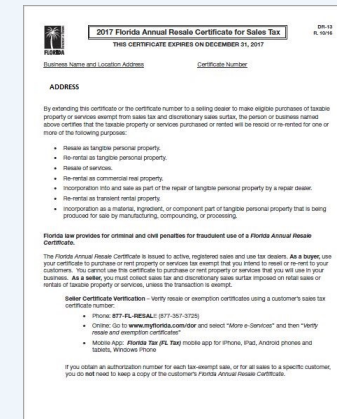 DR-13
R. 10/16
FLORIDA
2017 Florida Annual Resale Certificate for Sales Tax
THIS CERTIFICATE EXPIRES ON DECEMBER 31, 2017
Business Name and Location Address Certificate Number
ADDRESS
By extending this certificate or the certificate number to a selling dealer to make eligible purchases of taxable
property or services exempt from sales tax and discretionary sales surtax, the person or business named
above certifies that the taxable property or services purchased or rented will be resold or re-rented for one or
more of the following purposes:
• Resale as tangible personal property.
• Re-rental as tangible personal property.
• Resale of services.
• Re-rental as commercial real property.
• Incorporation into and sale as part of the repair of tangible personal property by a repair dealer.
• Re-rental as transient rental property.
• Incorporation as a material, ingredient, or component part of tangible personal property that is being
produced for sale by manufacturing, compounding, or processing.
Florida law provides for criminal and civil penalties for fraudulent use of a Florida Annual Resale
Certificate.
The Florida Annual Resale Certificate is issued to active, registered sales and use tax dealers. As a buyer, use
your certificate to purchase or rent property or services tax exempt that you intend to resell or re-rent to your
customers. You cannot use this certificate to purchase or rent property or services that you will use in your
business. As a seller, you must collect sales tax and discretionary sales surtax imposed on retail sales or
rentals of taxable property or services, unless the transaction is exempt.
Seller Certificate Verification – Verify resale or exemption certificates using a customer's sales tax
certificate number:
• Phone: 877-FL-RESALE (877-357-3725)
• Online: Go to www.myflorida.com/dor and select "More e-Services" and then "Verify
resale and exemption certificates"
• Mobile App: Florida Tax (FL Tax) mobile app for iPhone, iPad, Android phones and
tablets, Windows Phone
If you obtain an authorization number for each tax-exempt sale, or for all sales to a specific customer,
you do not need to keep a copy of the customer's Florida Annual Resale Certificate.